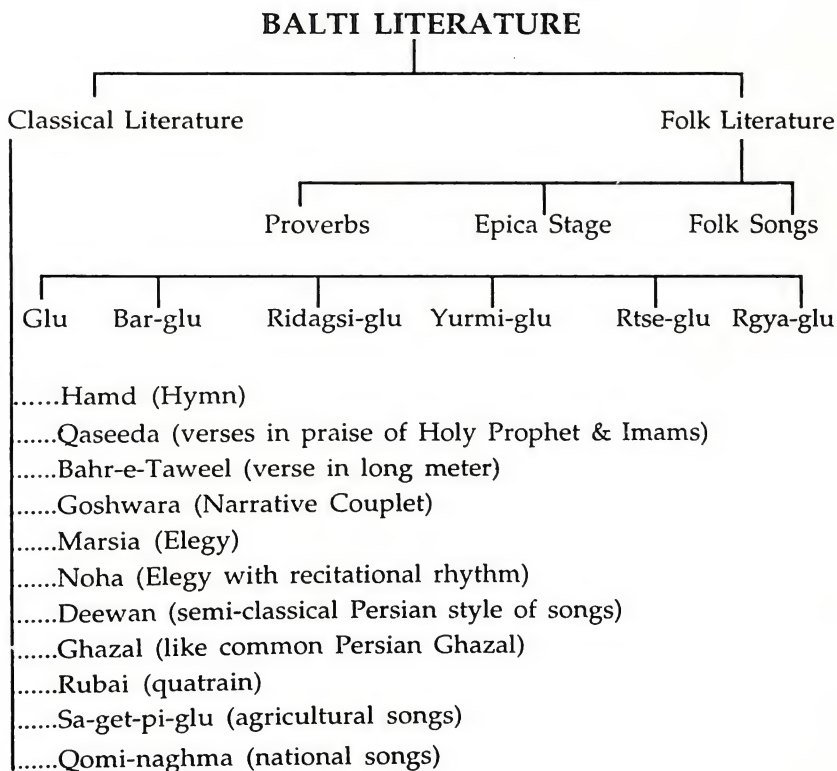 BALTI LITERATURE
Classical Literature Folk Literature
Proverbs Epica Stage Folk Songs
Glu Bar-glu Ridagsi-glu Yurmi-glu Rtse-glu Rgya-glu
......Hamd (Hymn)
......Qaseeda (verses in praise of Holy Prophet & Imams)
......Bahr-e-Taweel (verse in long meter)
......Goshwara (Narrative Couplet)
......Marsia (Elegy)
......Noha (Elegy with recitational rhythm)
......Deewan (semi-classical Persian style of songs)
......Ghazal (like common Persian Ghazal)
......Rubai (quatrain)
......Sa-get-pi-glu (agricultural songs)
......Qomi-naghma (national songs)